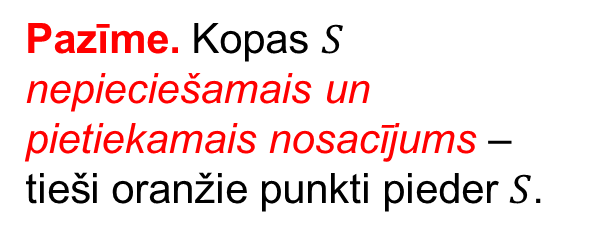 Pazīme. Kopas S
nepieciešamais un
pietiekamais nosacījums –
tieši oranžie punkti pieder S.